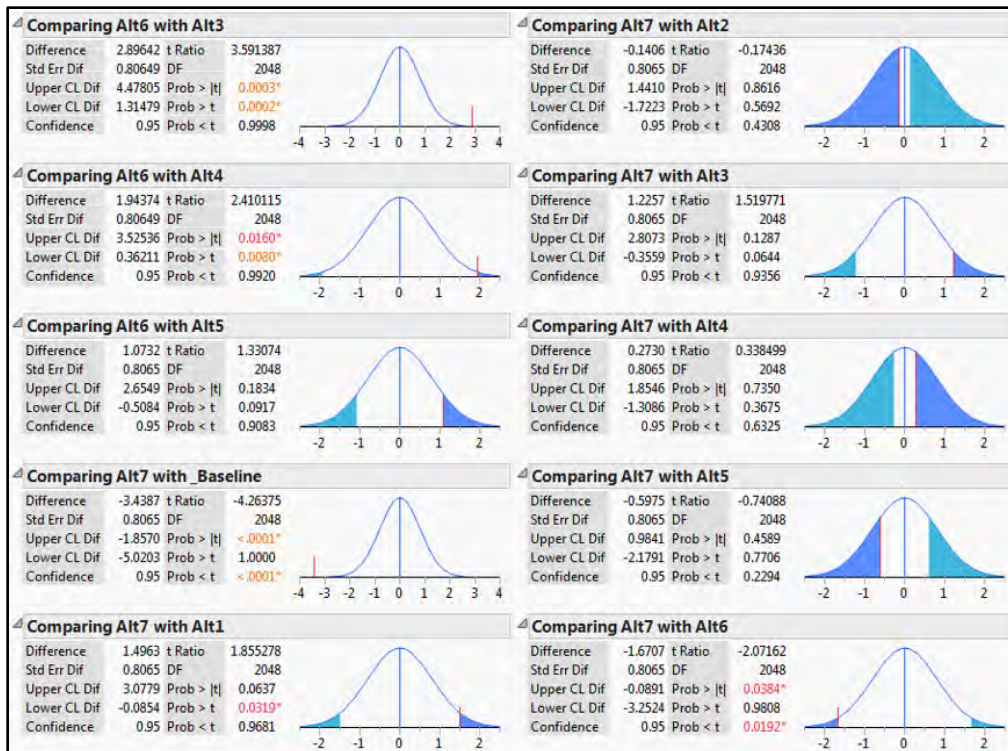 Comparing Alt6 with Alt3
Difference 2.89642 t Ratio 3.591387
Std Err Dif 0.80649 DF 2048
Upper CL Dif 4.47805 Prob > |t| 0.0003*
Lower CL Dif 1.31479 Prob > t 0.0002*
Confidence 0.95 Prob < t 0.9998
-4 -3 -2 -1 0 1 2 3 4
Comparing Alt6 with Alt4
Difference 1.94374 t Ratio 2.410115
Std Err Dif 0.80649 DF 2048
Upper CL Dif 3.52536 Prob > |t| 0.0160*
Lower CL Dif 0.36211 Prob > t 0.0080*
Confidence 0.95 Prob < t 0.9920
-2 -1 0 1 2
Comparing Alt6 with Alt5
Difference 1.0732 t Ratio 1.33074
Std Err Dif 0.8065 DF 2048
Upper CL Dif 2.6549 Prob > |t| 0.1834
Lower CL Dif -0.5084 Prob > t 0.0917
Confidence 0.95 Prob < t 0.9083
-2 -1 0 1 2
Comparing Alt7 with _Baseline
Difference -3.4387 t Ratio -4.26375
Std Err Dif 0.8065 DF 2048
Upper CL Dif -1.8570 Prob > |t| <.0001*
Lower CL Dif -5.0203 Prob > t 1.0000
Confidence 0.95 Prob < t <.0001*
-4 -3 -2 -1 0 1 2 3 4
Comparing Alt7 with Alt1
Difference 1.4963 t Ratio 1.855278
Std Err Dif 0.8065 DF 2048
Upper CL Dif 3.0779 Prob > |t| 0.0637
Lower CL Dif -0.0854 Prob > t 0.0319*
Confidence 0.95 Prob < t 0.9681
-2 -1 0 1 2
Comparing Alt7 with Alt2
Difference -0.1406 t Ratio -0.17436
Std Err Dif 0.8065 DF 2048
Upper CL Dif 1.4410 Prob > |t| 0.8616
Lower CL Dif -1.7223 Prob > t 0.5692
Confidence 0.95 Prob < t 0.4308
-2 -1 0 1 2
Comparing Alt7 with Alt3
Difference 1.2257 t Ratio 1.519771
Std Err Dif 0.8065 DF 2048
Upper CL Dif 2.8073 Prob > |t| 0.1287
Lower CL Dif -0.3559 Prob > t 0.0644
Confidence 0.95 Prob < t 0.9356
-2 -1 0 1 2
Comparing Alt7 with Alt4
Difference 0.2730 t Ratio 0.338499
Std Err Dif 0.8065 DF 2048
Upper CL Dif 1.8546 Prob > |t| 0.7350
Lower CL Dif -1.3086 Prob > t 0.3675
Confidence 0.95 Prob < t 0.6325
-2 -1 0 1 2
Comparing Alt7 with Alt5
Difference -0.5975 t Ratio -0.74088
Std Err Dif 0.8065 DF 2048
Upper CL Dif 0.9841 Prob > |t| 0.4589
Lower CL Dif -2.1791 Prob > t 0.7706
Confidence 0.95 Prob < t 0.2294
-2 -1 0 1 2
Comparing Alt7 with Alt6
Difference -1.6707 t Ratio -2.07162
Std Err Dif 0.8065 DF 2048
Upper CL Dif -0.0891 Prob > |t| 0.0384*
Lower CL Dif -3.2524 Prob > t 0.9808
Confidence 0.95 Prob < t 0.0192*
-2 -1 0 1 2